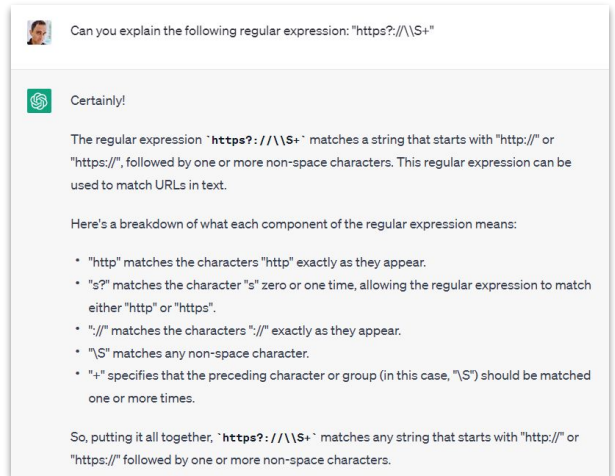 Can you explain the following regular expression: "https?://\\S+"
Certainly!
The regular expression `https?://\\S+` matches a string that starts with "http://" or
"https://", followed by one or more non-space characters. This regular expression can be
used to match URLs in text.
Here's a breakdown of what each component of the regular expression means:
• "http" matches the characters "http" exactly as they appear.
• "s?" matches the character "s" zero or one time, allowing the regular expression to match
either "http" or "https".
• "://" matches the characters "://" exactly as they appear.
• "\S" matches any non-space character.
• "+" specifies that the preceding character or group (in this case, "\S") should be matched
one or more times.
So, putting it all together, `https?://\\S+` matches any string that starts with "http://" or
"https://" followed by one or more non-space characters.